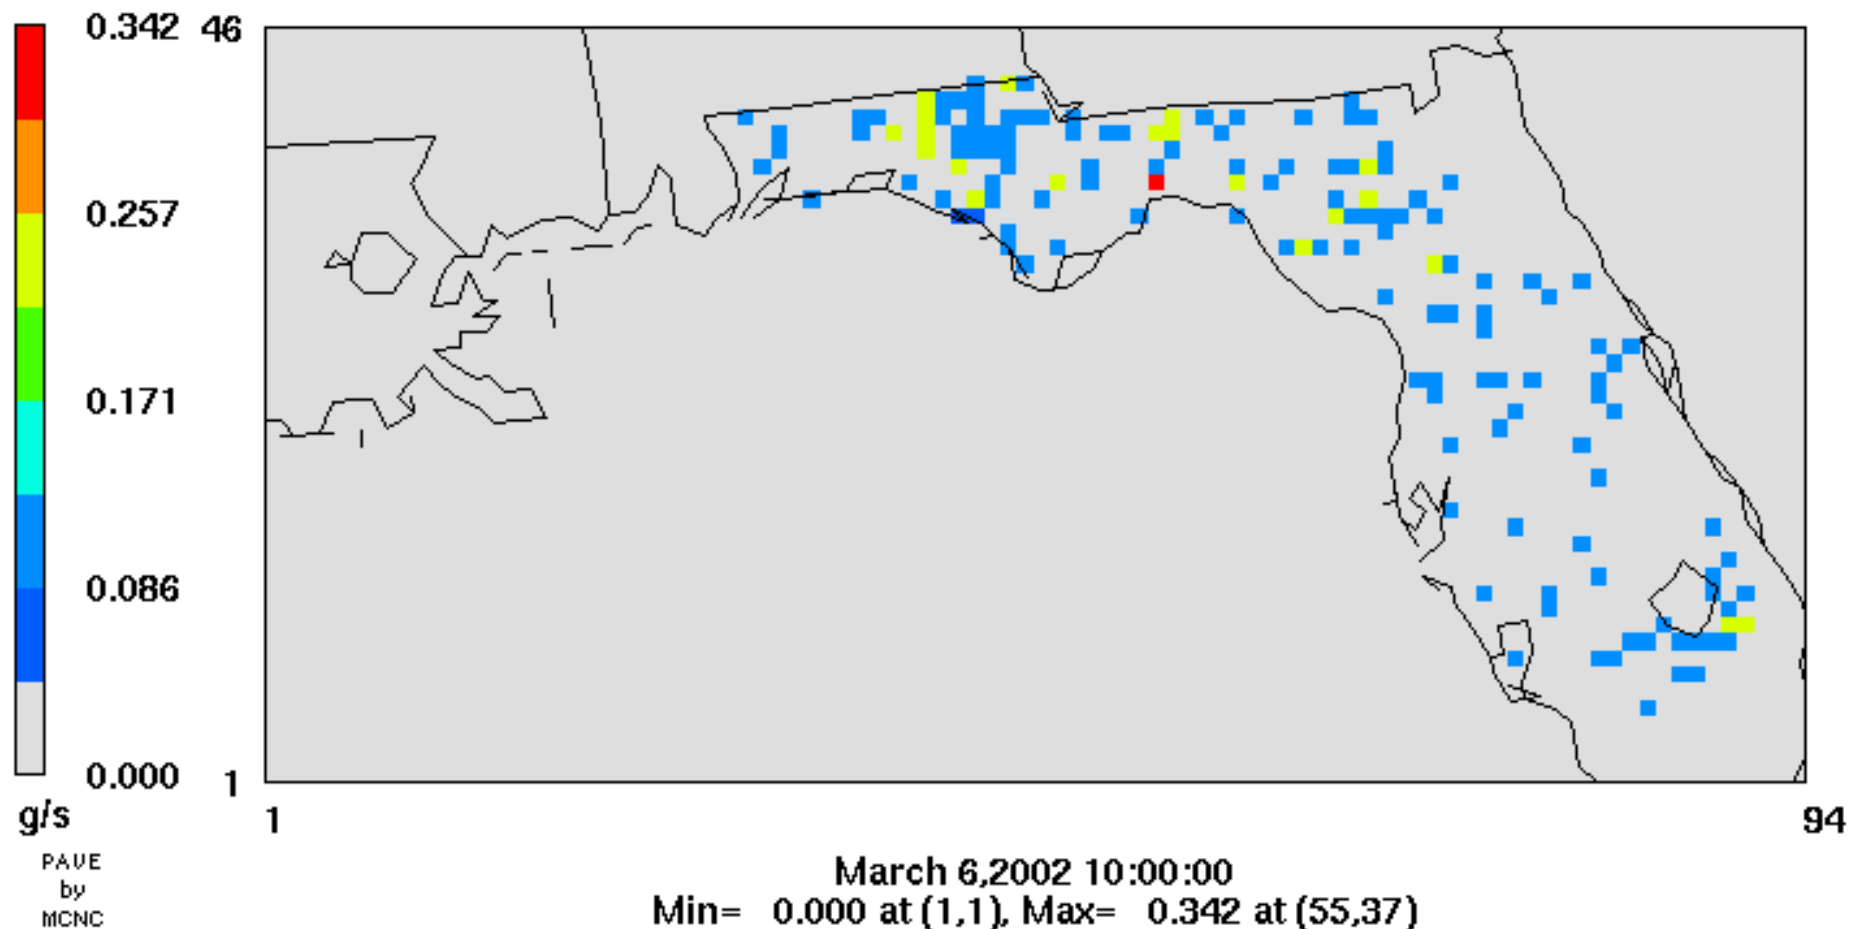 0.342
0.257
0.171
0.086
0.000
g/s
PAVE
by
MCNC
46
1
1
94
March 6,2002 10:00:00
Min= 0.000 at (1,1), Max= 0.342 at (55,37)